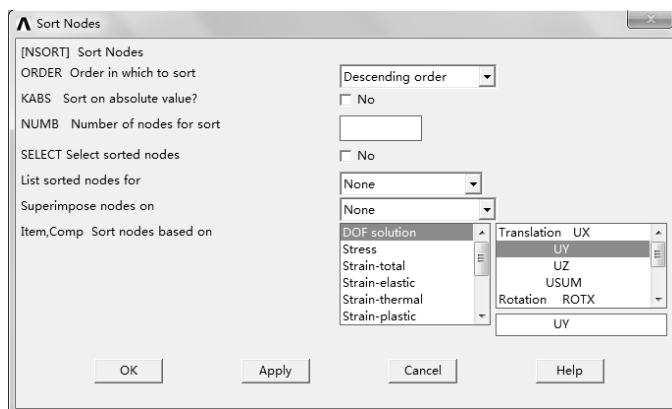 Sort Nodes
[NSORT] Sort Nodes
ORDER Order in which to sort
Descending order
KABS Sort on absolute value?
No
NUMB Number of nodes for sort
SELECT Select sorted nodes
No
List sorted nodes for
None
Superimpose nodes on
None
Item,Comp Sort nodes based on
DOF solution
Stress
Strain-total
Strain-elastic
Strain-thermal
Strain-plastic
Translation UX
UY
UZ
USUM
Rotation ROTX
UY
OK
Apply
Cancel
Help